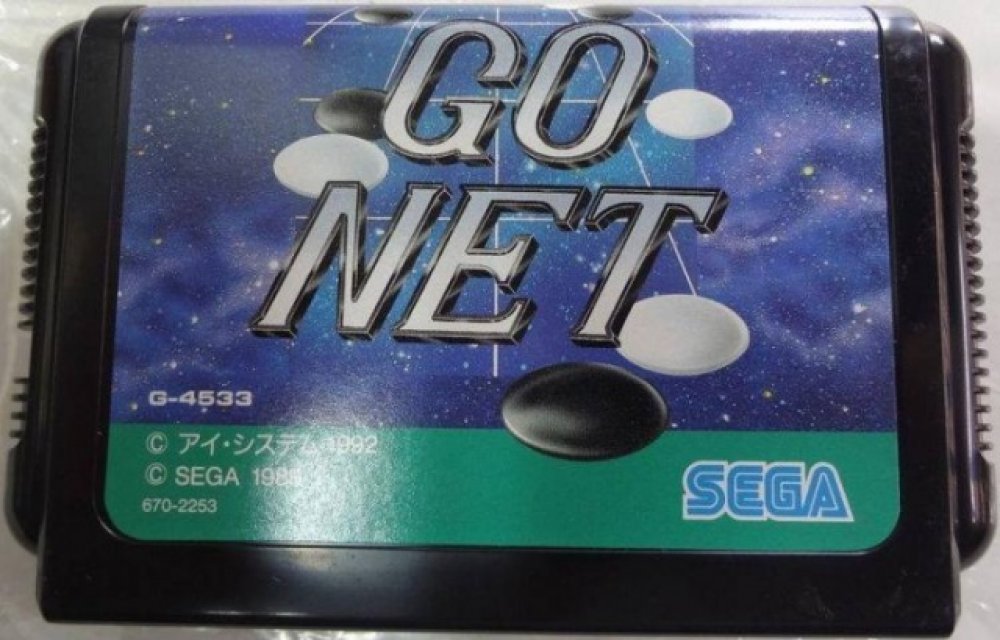 GO
NET
G-4533
© アイ・システム 1992
© SEGA
670-2253
SEGA